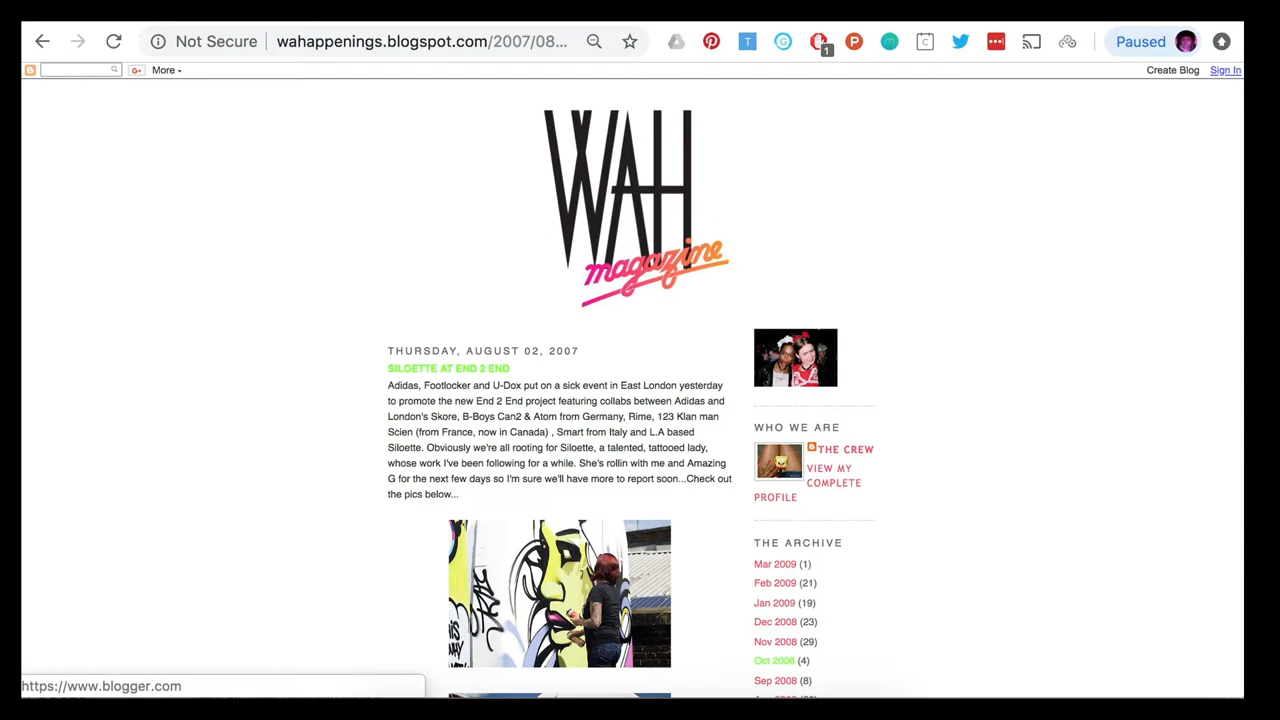 Not Secure wahappenings.blogspot.com/2007/08... 1 Paused
G+ More Create Blog Sign In
WAH
magazine
THURSDAY, AUGUST 02, 2007
SILOETTE AT END 2 END
Adidas, Footlocker and U-Dox put on a sick event in East London yesterday
to promote the new End 2 End project featuring collabs between Adidas and
London's Skore, B-Boys Can2 & Atom from Germany, Rime, 123 Klan man
Scien (from France, now in Canada) , Smart from Italy and L.A based
Siloette. Obviously we're all rooting for Siloette, a talented, tattooed lady,
whose work I've been following for a while. She's rollin with me and Amazing
G for the next few days so I'm sure we'll have more to report soon...Check out
the pics below...
WHO WE ARE
THE CREW
VIEW MY
COMPLETE
PROFILE
THE ARCHIVE
Mar 2009 (1)
Feb 2009 (21)
Jan 2009 (19)
Dec 2008 (23)
Nov 2008 (29)
Oct 2008 (4)
Sep 2008 (8)
https://www.blogger.com